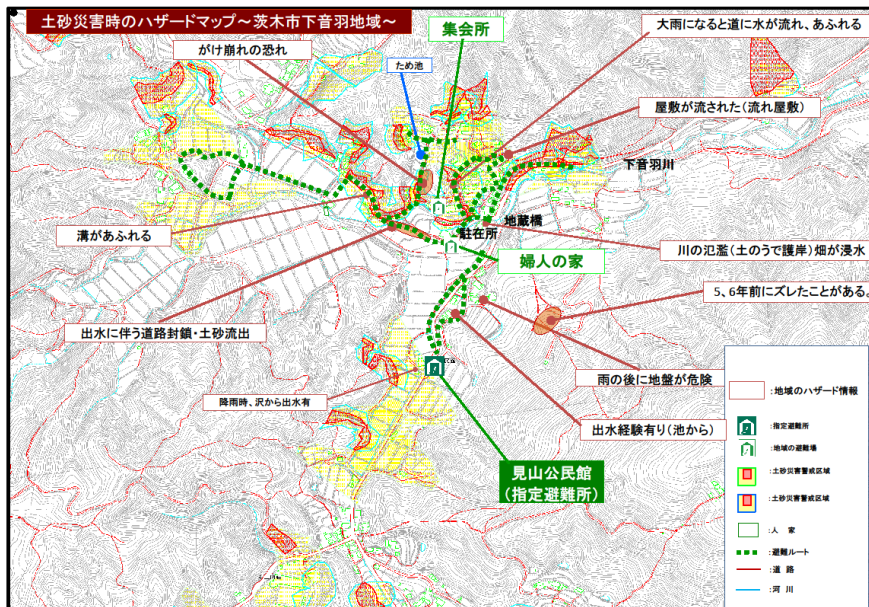 土砂災害時のハザードマップ～茨木市下音羽地域～
集会所
大雨になると道に水が流れ、あふれる
がけ崩れの恐れ
ため池
屋敷が流された(流れ屋敷)
下音羽川
地蔵橋
駐在所
溝があふれる
川の氾濫(土のうで護岸)畑が浸水
婦人の家
5、6年前にズレたことがある。
出水に伴う道路封鎖・土砂流出
雨の後に地盤が危険
降雨時、沢から出水有
出水経験有り(池から)
見山公民館
(指定避難所)
:地域のハザード情報
:指定避難所
:地域の避難場
:土砂災害警戒区域
:土砂災害警戒区域
:人 家
:避難ルート
:道 路
:河 川